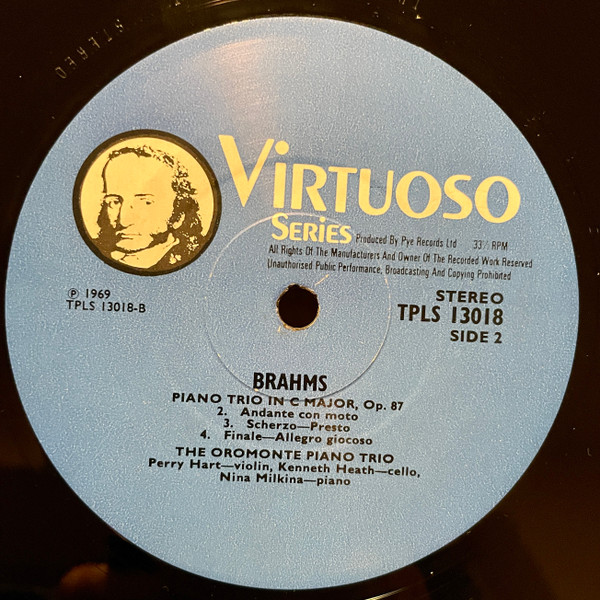 STEREO
VIRTUOSO
SERIES Produced By Pye Records Ltd 33⅓ RPM
All Rights Of The Manufacturers And Owner Of The Recorded Work Reserved
Unauthorised Public Performance, Broadcasting And Copying Prohibited
℗ 1969
TPLS 13018-B
STEREO
TPLS 13018
SIDE 2
BRAHMS
PIANO TRIO IN C MAJOR, Op. 87
2. Andante con moto
3. Scherzo—Presto
4. Finale—Allegro giocoso
THE OROMONTE PIANO TRIO
Perry Hart—violin, Kenneth Heath—cello,
Nina Milkina—piano